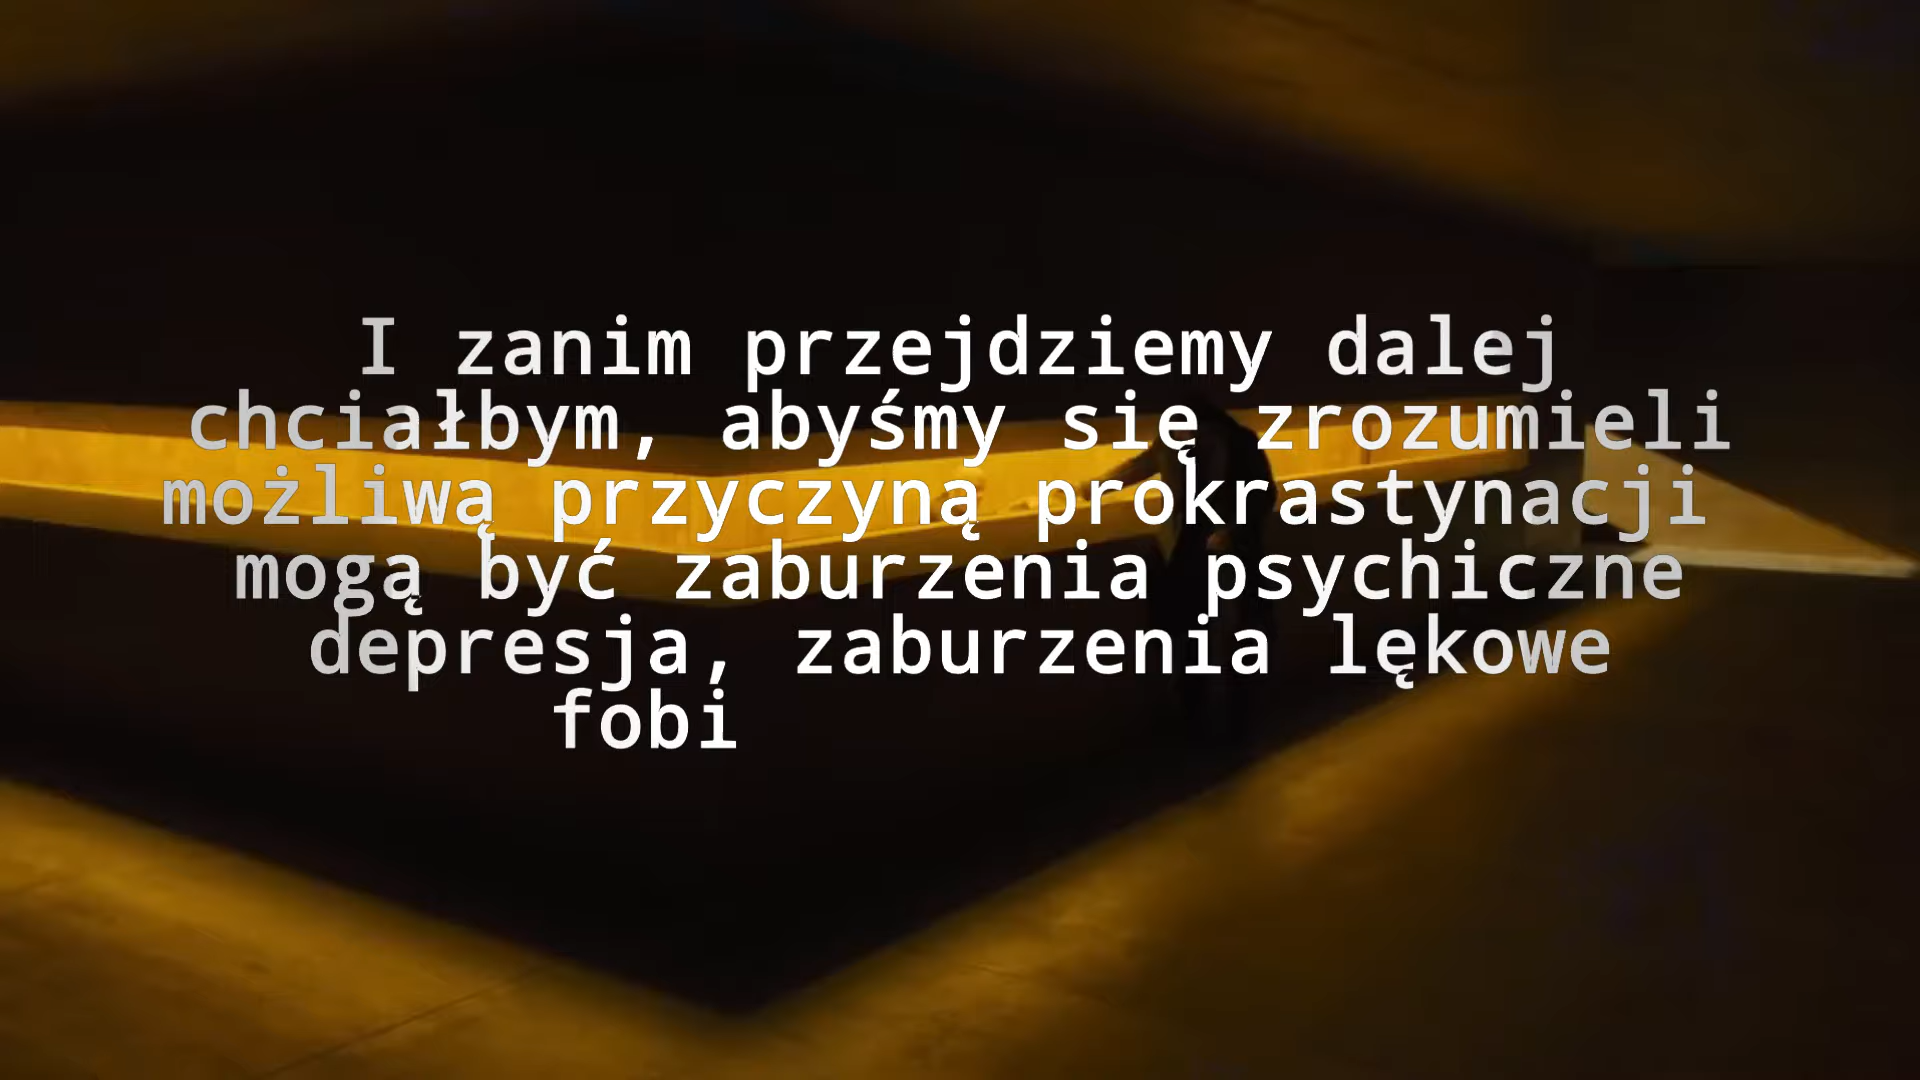 I zanim przejdziemy dalej
chciałbym, abyśmy się zrozumieli
możliwą przyczyną prokrastynacji
mogą być zaburzenia psychiczne
depresja, zaburzenia lękowe
fobi